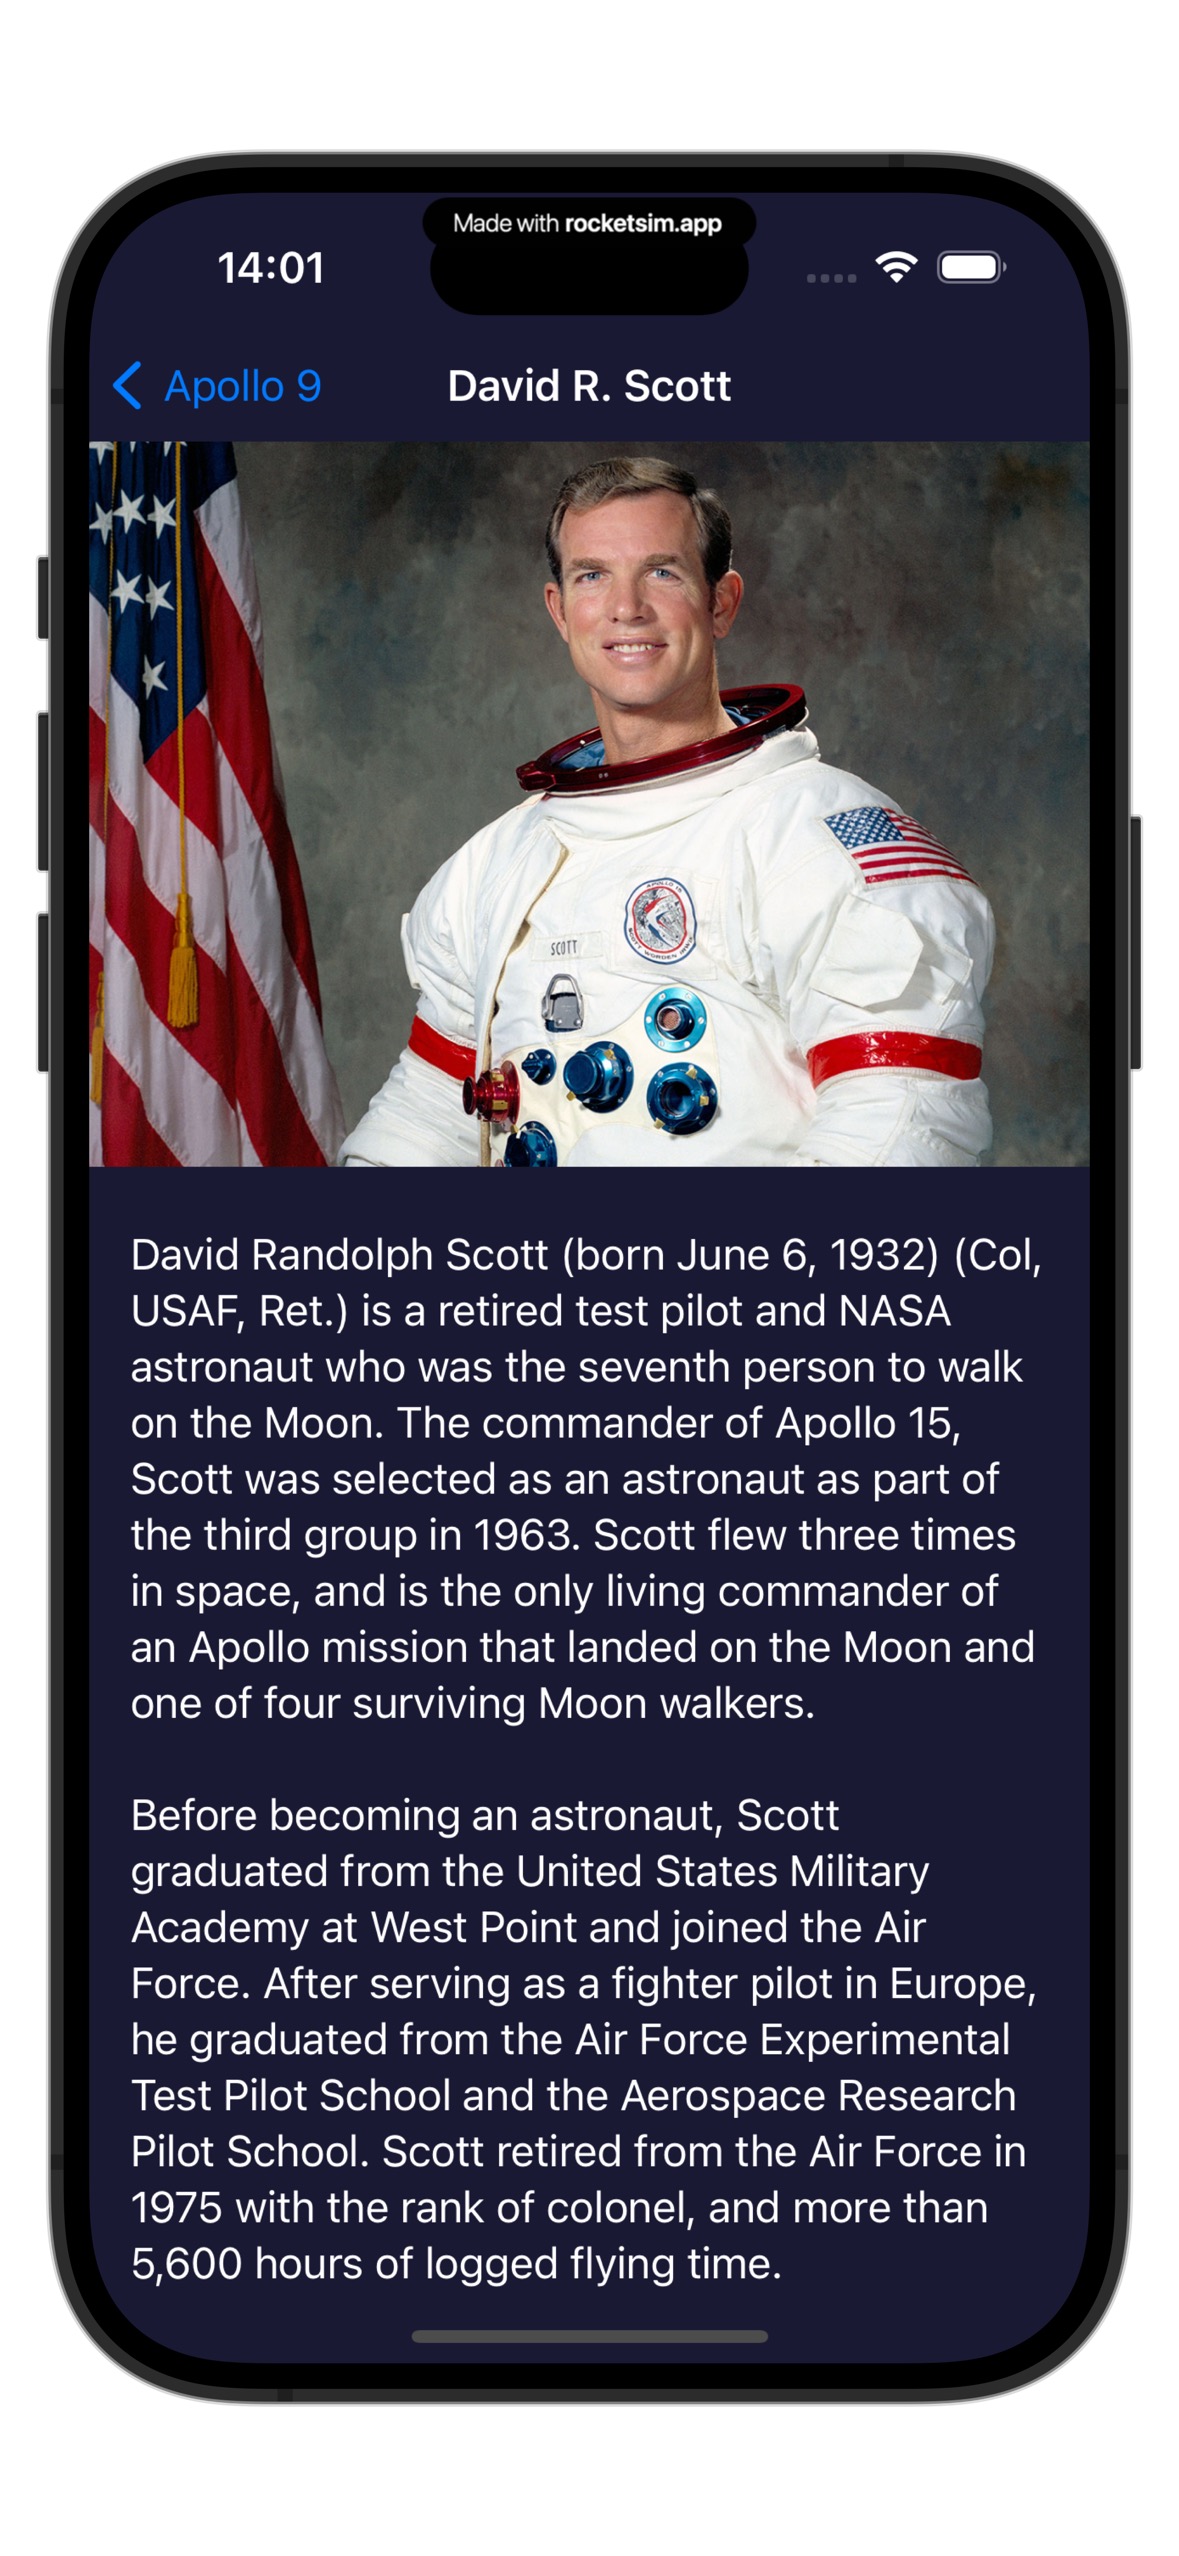 Made with rocketsim.app
14:01
Apollo 9
David R. Scott
APOLLO 15
SCOTT WORDEN IRWIN
SCOTT
David Randolph Scott (born June 6, 1932) (Col,
USAF, Ret.) is a retired test pilot and NASA
astronaut who was the seventh person to walk
on the Moon. The commander of Apollo 15,
Scott was selected as an astronaut as part of
the third group in 1963. Scott flew three times
in space, and is the only living commander of
an Apollo mission that landed on the Moon and
one of four surviving Moon walkers.
Before becoming an astronaut, Scott
graduated from the United States Military
Academy at West Point and joined the Air
Force. After serving as a fighter pilot in Europe,
he graduated from the Air Force Experimental
Test Pilot School and the Aerospace Research
Pilot School. Scott retired from the Air Force in
1975 with the rank of colonel, and more than
5,600 hours of logged flying time.